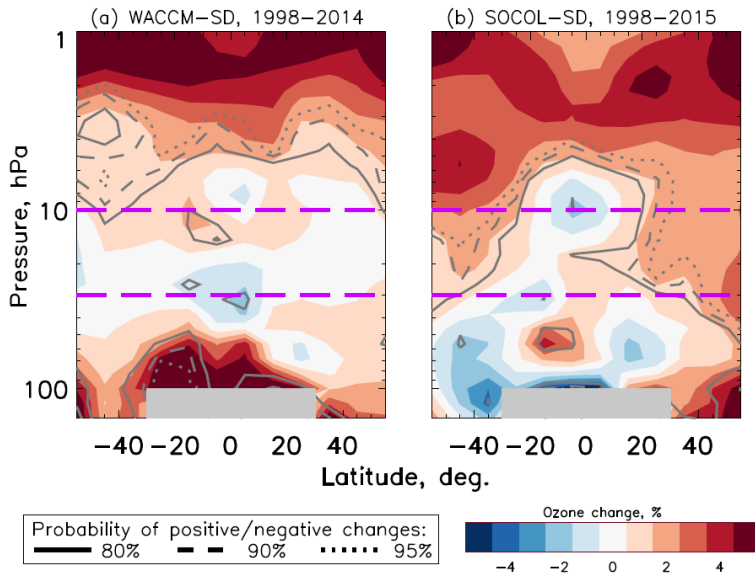 (a) WACCM-SD, 1998-2014
(b) SOCOL-SD, 1998-2015
1
10
100
Pressure, hPa
-40 -20 0 20 40
-40 -20 0 20 40
Latitude, deg.
Probability of positive/negative changes:
80% 90% 95%
Ozone change, %
-4 -2 0 2 4